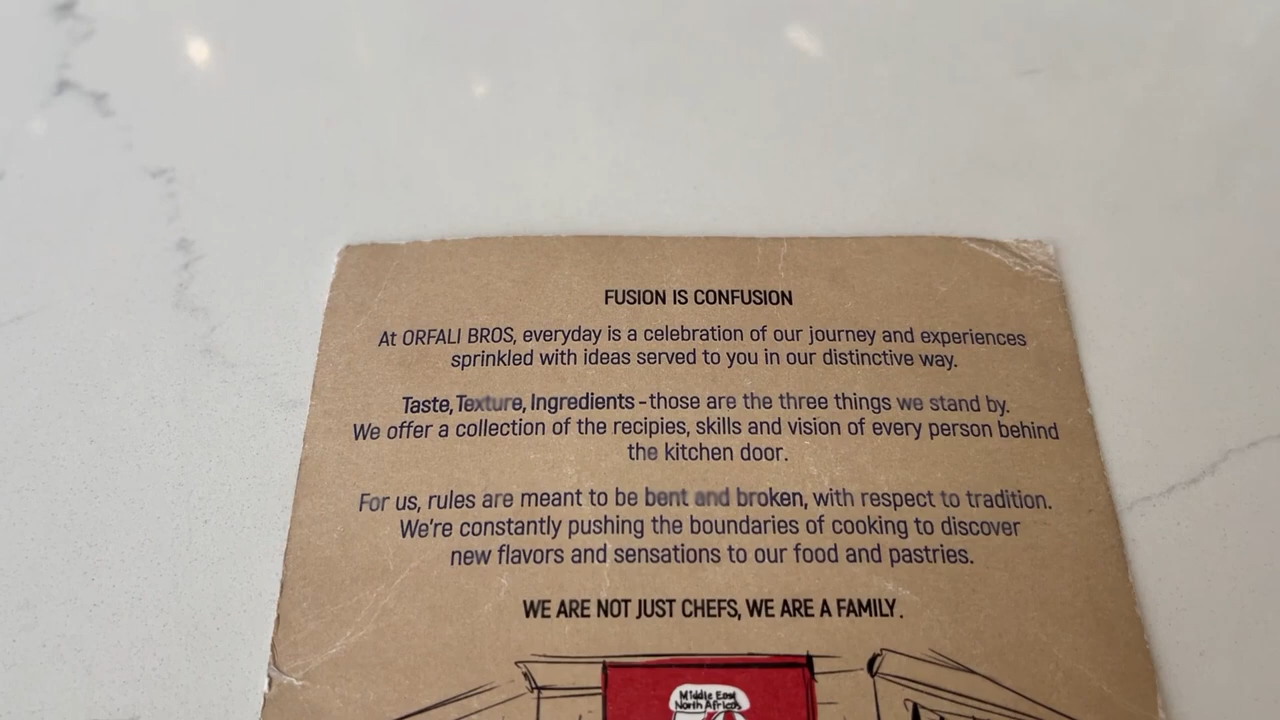 FUSION IS CONFUSION
At ORFALI BROS, everyday is a celebration of our journey and experiences
sprinkled with ideas served to you in our distinctive way.
Taste, Texture, Ingredients - those are the three things we stand by.
We offer a collection of the recipies, skills and vision of every person behind
the kitchen door.
For us, rules are meant to be bent and broken, with respect to tradition.
We're constantly pushing the boundaries of cooking to discover
new flavors and sensations to our food and pastries.
WE ARE NOT JUST CHEFS, WE ARE A FAMILY.
Middle East
North Africa's